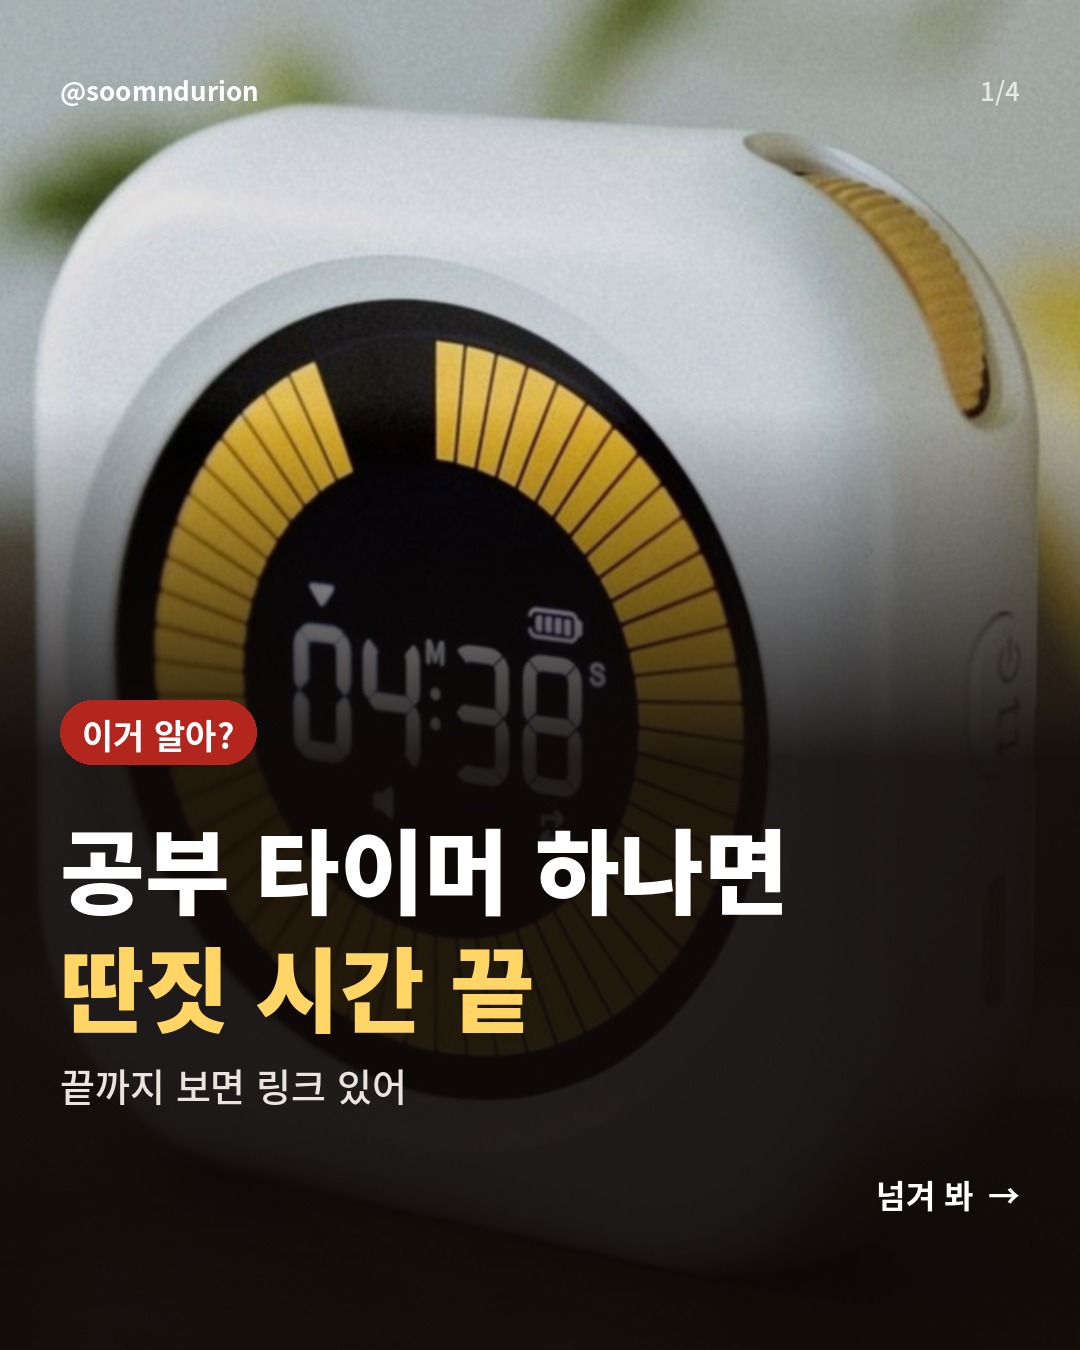 @soomndurion
1/4
04:38
M
S
이거 알아?
공부 타이머 하나면
딴짓 시간 끝
끝까지 보면 링크 있어
넘겨 봐 →